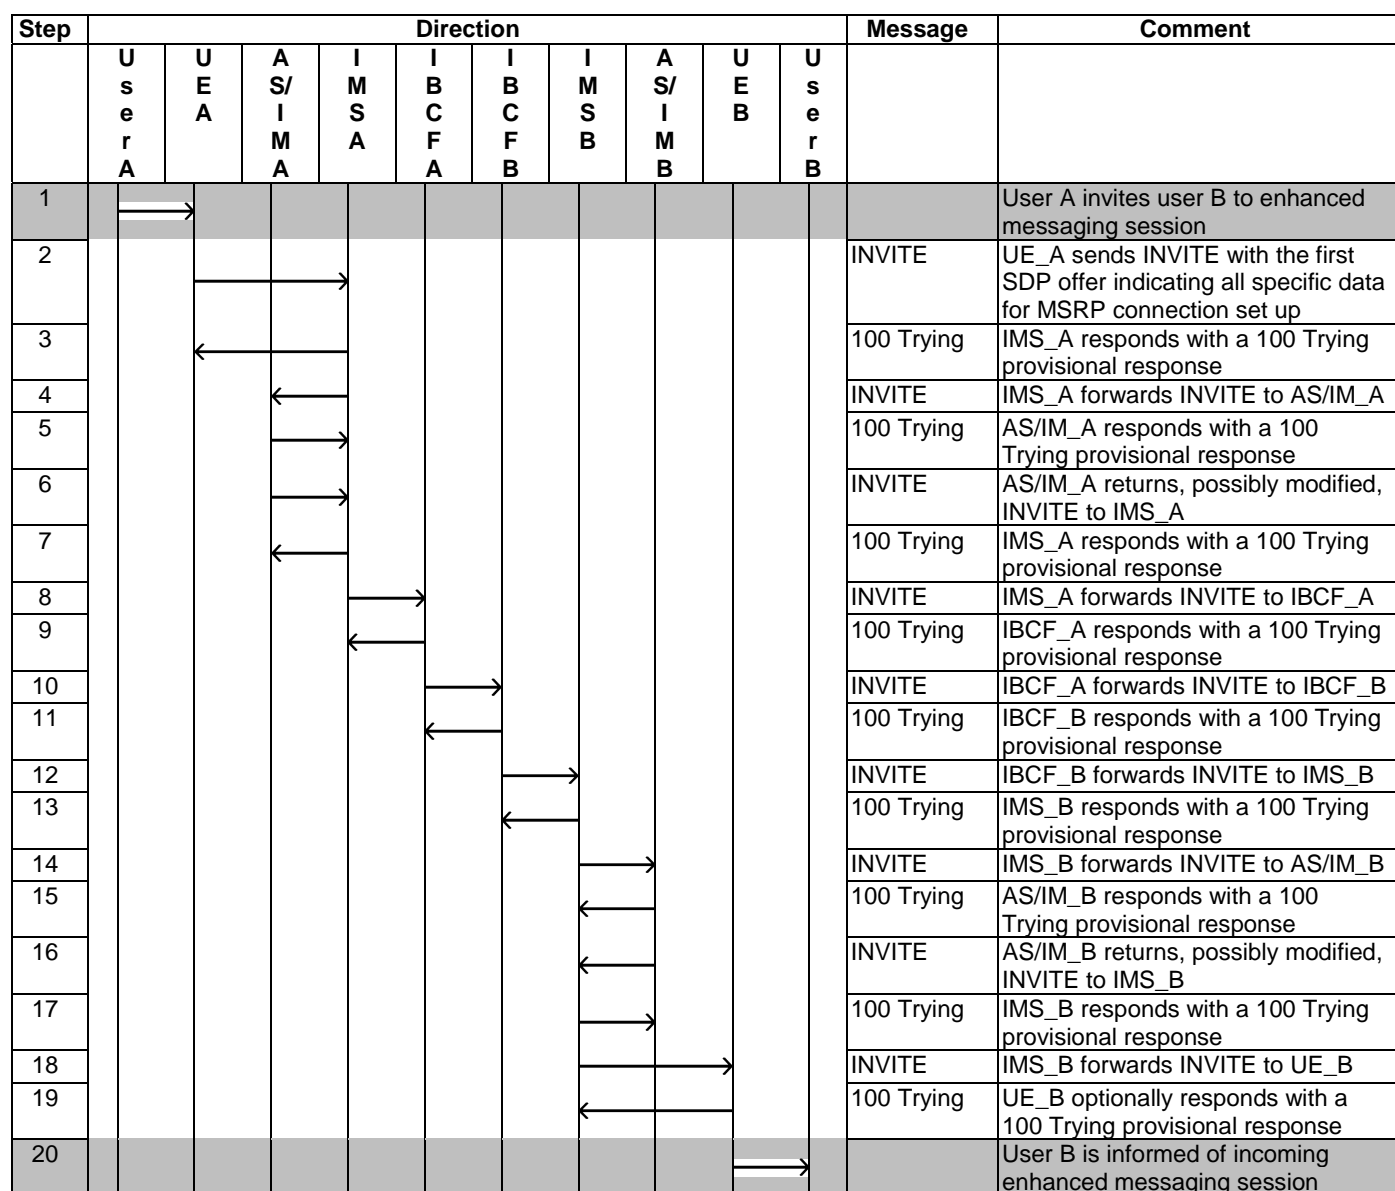 Step Direction Message Comment
U U A I I I I A U U
s E S/ M B B M S/ E s
e A I S C C S I B e
r M A F F B M r
A A A B B B
1 User A invites user B to enhanced
messaging session
2 INVITE UE_A sends INVITE with the first
SDP offer indicating all specific data
for MSRP connection set up
3 100 Trying IMS_A responds with a 100 Trying
provisional response
4 INVITE IMS_A forwards INVITE to AS/IM_A
5 100 Trying AS/IM_A responds with a 100
Trying provisional response
6 INVITE AS/IM_A returns, possibly modified,
INVITE to IMS_A
7 100 Trying IMS_A responds with a 100 Trying
provisional response
8 INVITE IMS_A forwards INVITE to IBCF_A
9 100 Trying IBCF_A responds with a 100 Trying
provisional response
10 INVITE IBCF_A forwards INVITE to IBCF_B
11 100 Trying IBCF_B responds with a 100 Trying
provisional response
12 INVITE IBCF_B forwards INVITE to IMS_B
13 100 Trying IMS_B responds with a 100 Trying
provisional response
14 INVITE IMS_B forwards INVITE to AS/IM_B
15 100 Trying AS/IM_B responds with a 100
Trying provisional response
16 INVITE AS/IM_B returns, possibly modified,
INVITE to IMS_B
17 100 Trying IMS_B responds with a 100 Trying
provisional response
18 INVITE IMS_B forwards INVITE to UE_B
19 100 Trying UE_B optionally responds with a
100 Trying provisional response
20 User B is informed of incoming
enhanced messaging session